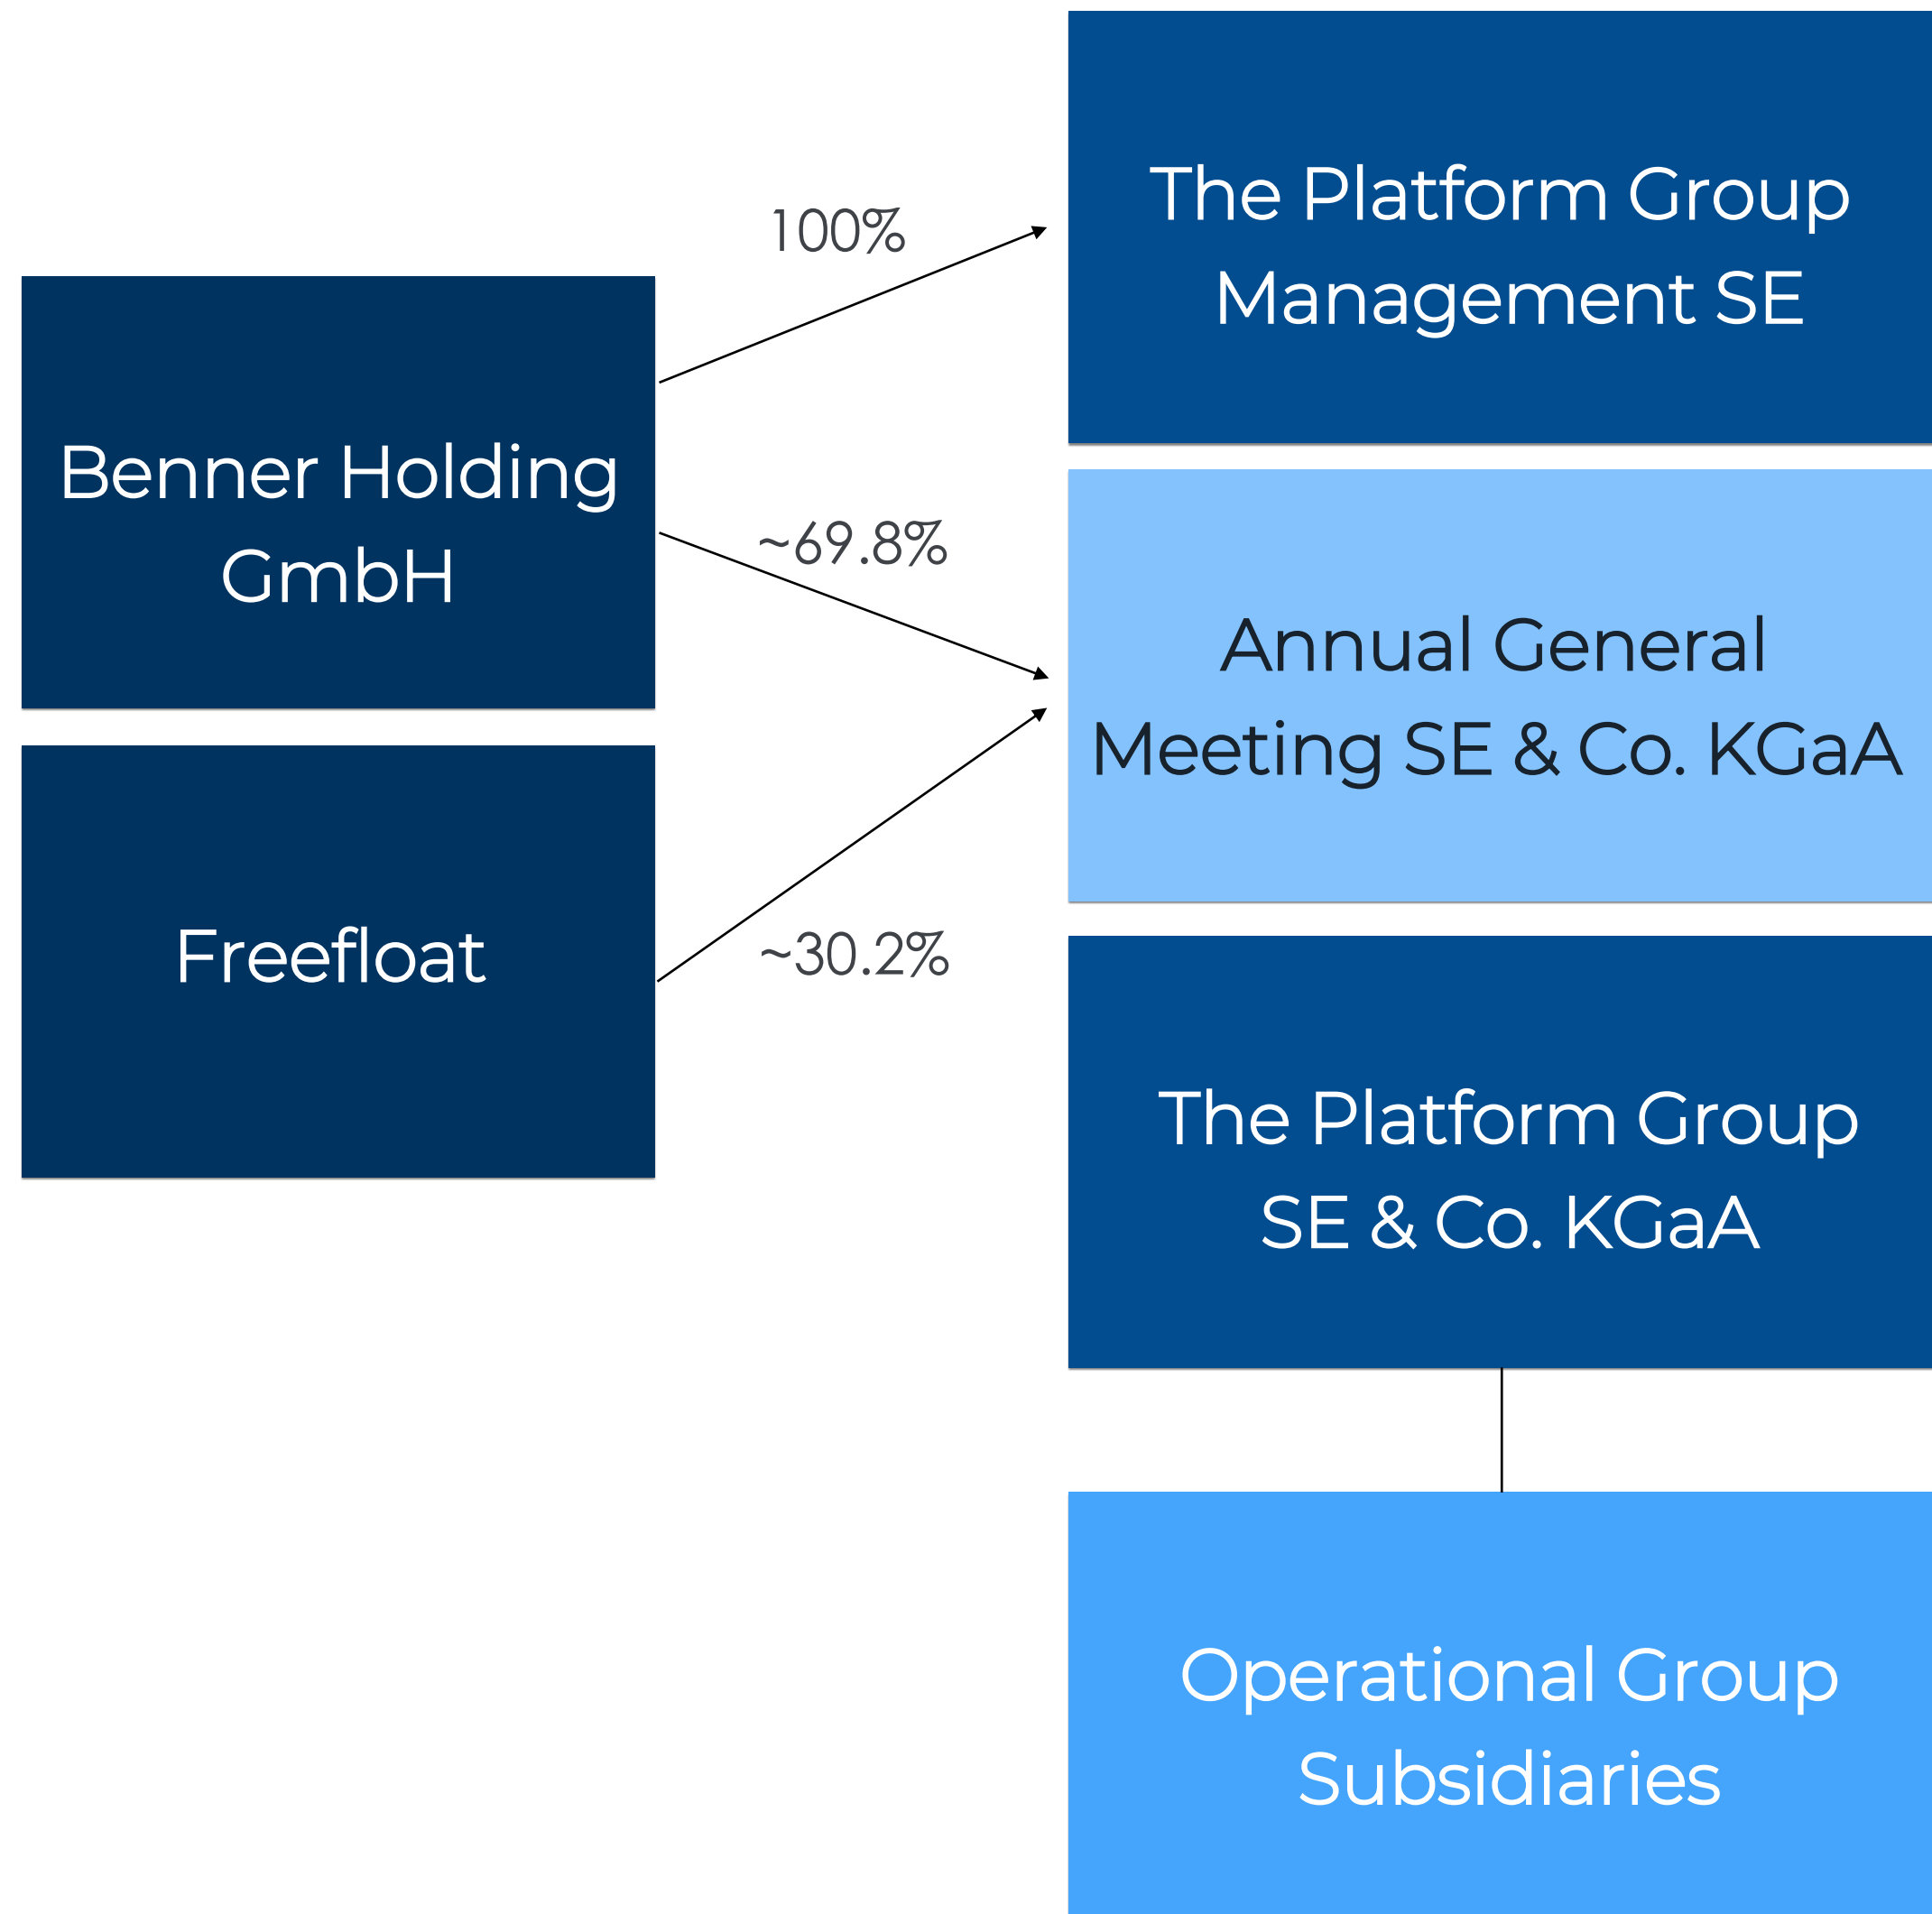 100%
The Platform Group
Management SE
Benner Holding
GmbH
~69.8%
Annual General
Meeting SE & Co. KGaA
Freefloat
~30.2%
The Platform Group
SE & Co. KGaA
Operational Group
Subsidiaries